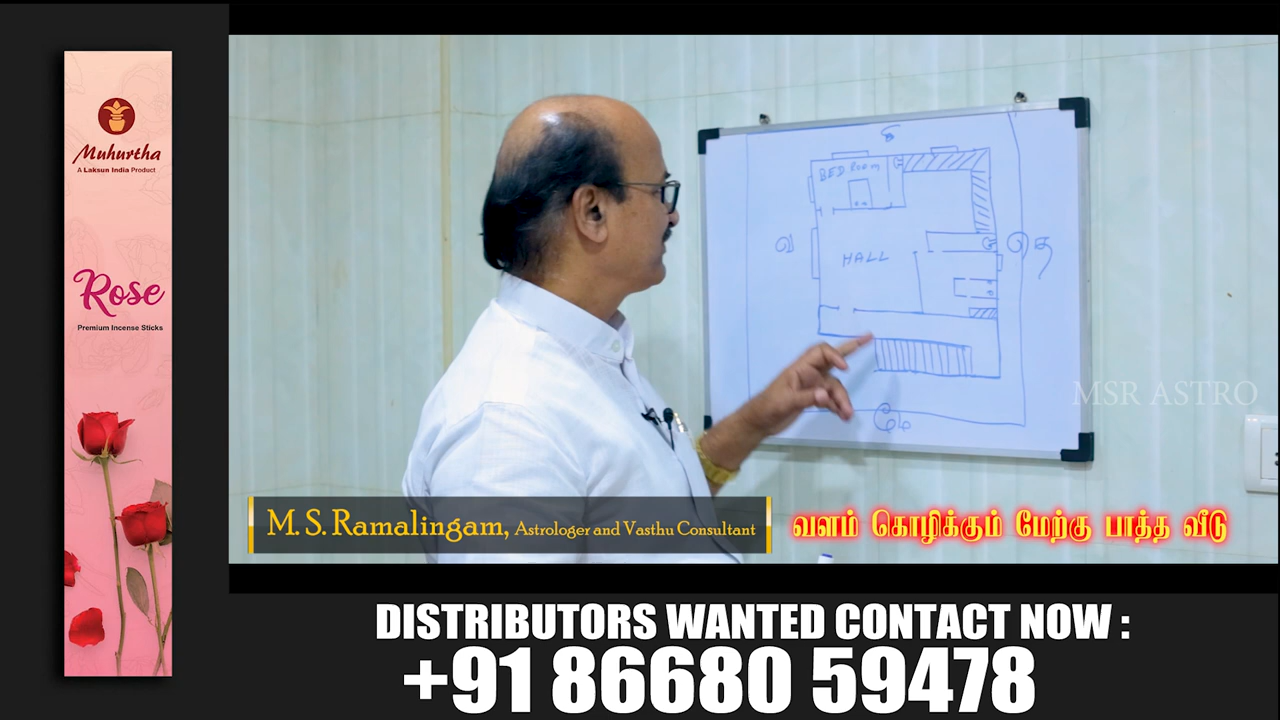 Muhurtha
A Laksun India Product
Rose
Premium Incense Sticks
BED ROOM
HALL
தெ
MSR ASTRO
M. S. Ramalingam, Astrologer and Vasthu Consultant
வளம் கொழிக்கும் மேற்கு பாத்த வீடு
DISTRIBUTORS WANTED CONTACT NOW :
+91 86680 59478